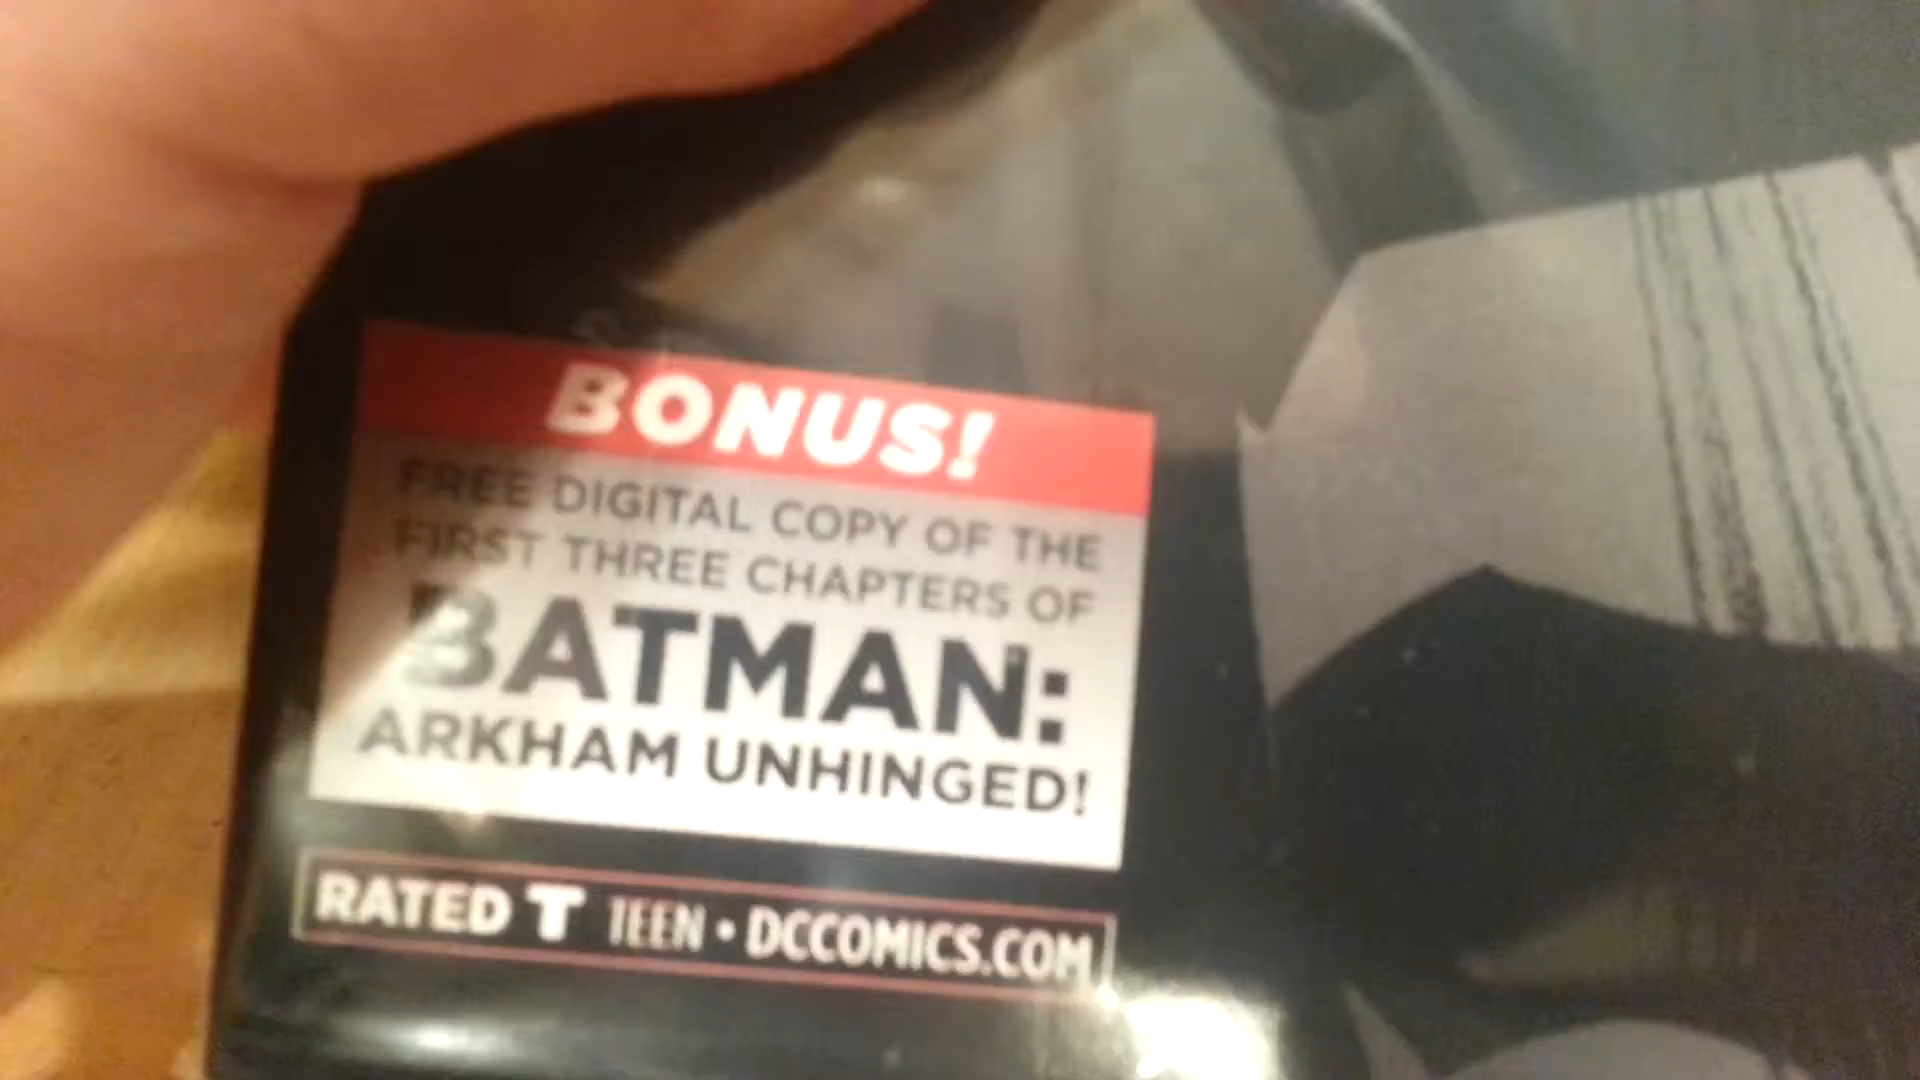 BONUS!
FREE DIGITAL COPY OF THE
FIRST THREE CHAPTERS OF
BATMAN:
ARKHAM UNHINGED!
RATED T TEEN • DCCOMICS.COM